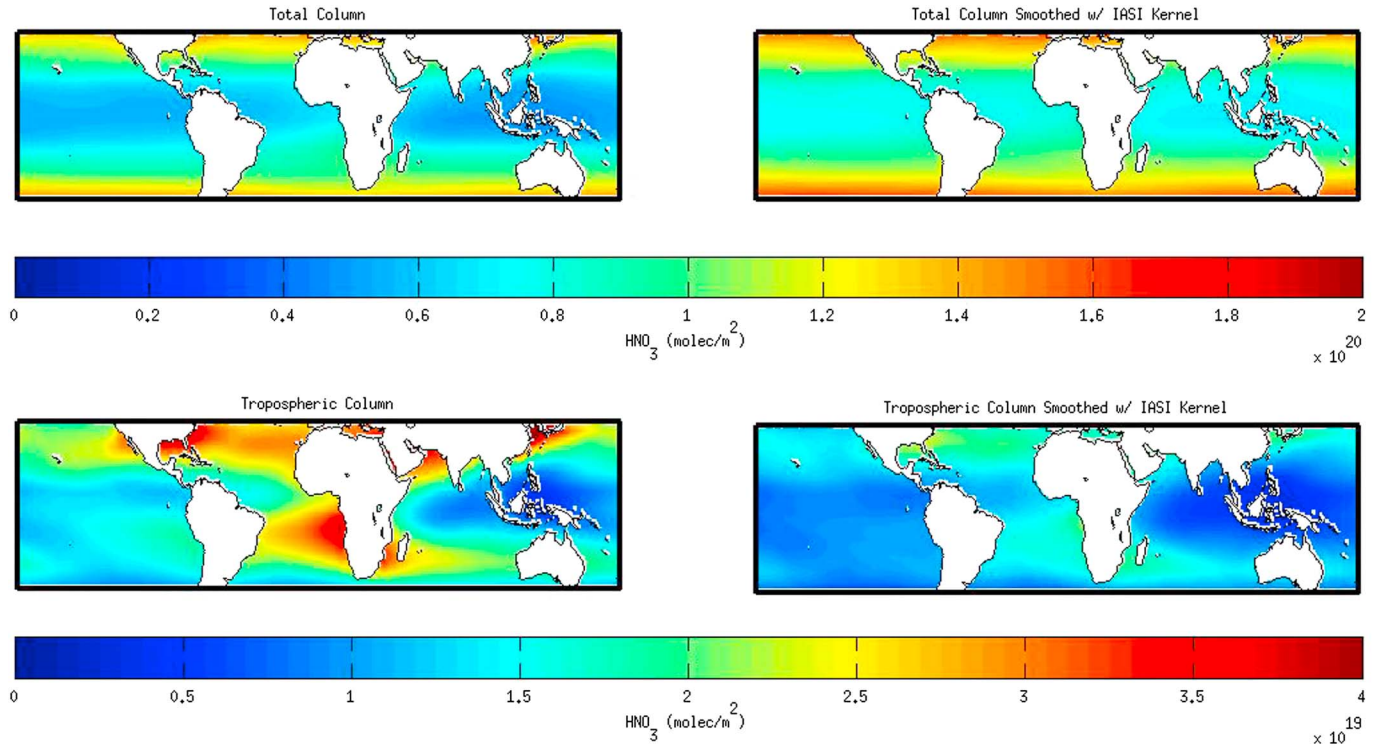 Total Column
Total Column Smoothed w/ IASI Kernel
0 0.2 0.4 0.6 0.8 1 1.2 1.4 1.6 1.8 2
HNO3 (molec/m2)
x 10 20
Tropospheric Column
Tropospheric Column Smoothed w/ IASI Kernel
0 0.5 1 1.5 2 2.5 3 3.5 4
HNO3 (molec/m2)
x 10 19